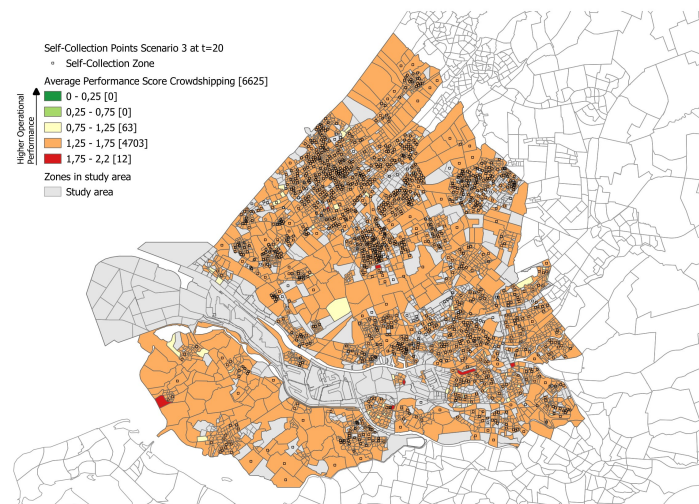 Self-Collection Points Scenario 3 at t=20
Self-Collection Zone
Average Performance Score Crowdshipping [6625]
0 - 0,25 [0]
0,25 - 0,75 [0]
0,75 - 1,25 [63]
1,25 - 1,75 [4703]
1,75 - 2,2 [12]
Higher Operational
Performance
Zones in study area
Study area